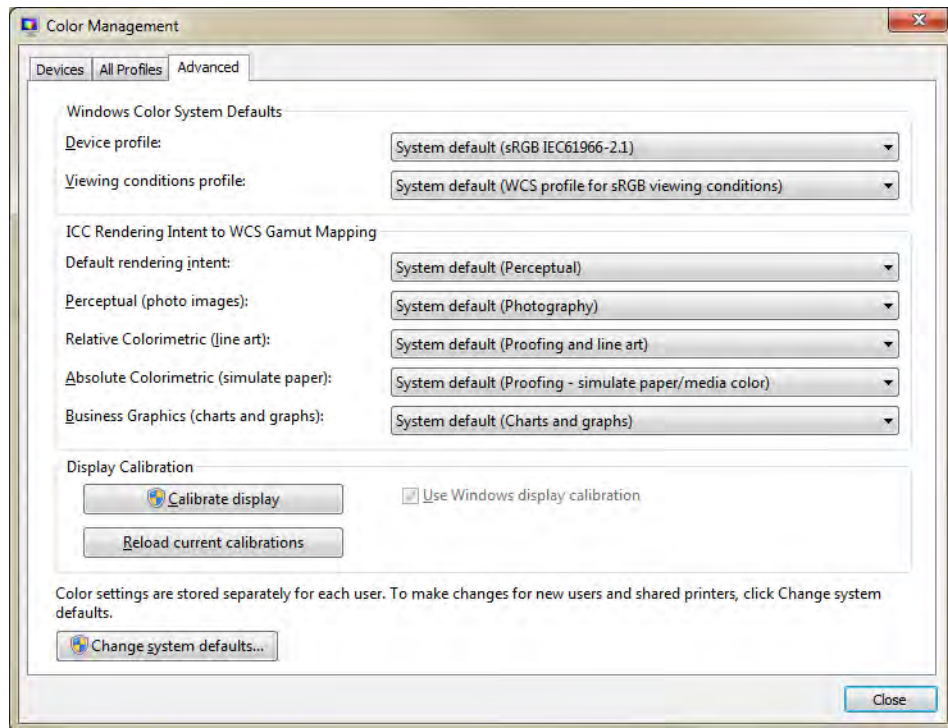 Color Management
Devices All Profiles Advanced
Windows Color System Defaults
Device profile: System default (sRGB IEC61966-2.1)
Viewing conditions profile: System default (WCS profile for sRGB viewing conditions)
ICC Rendering Intent to WCS Gamut Mapping
Default rendering intent: System default (Perceptual)
Perceptual (photo images): System default (Photography)
Relative Colorimetric (line art): System default (Proofing and line art)
Absolute Colorimetric (simulate paper): System default (Proofing - simulate paper/media color)
Business Graphics (charts and graphs): System default (Charts and graphs)
Display Calibration
Calibrate display Use Windows display calibration
Reload current calibrations
Color settings are stored separately for each user. To make changes for new users and shared printers, click Change system
defaults.
Change system defaults...
Close